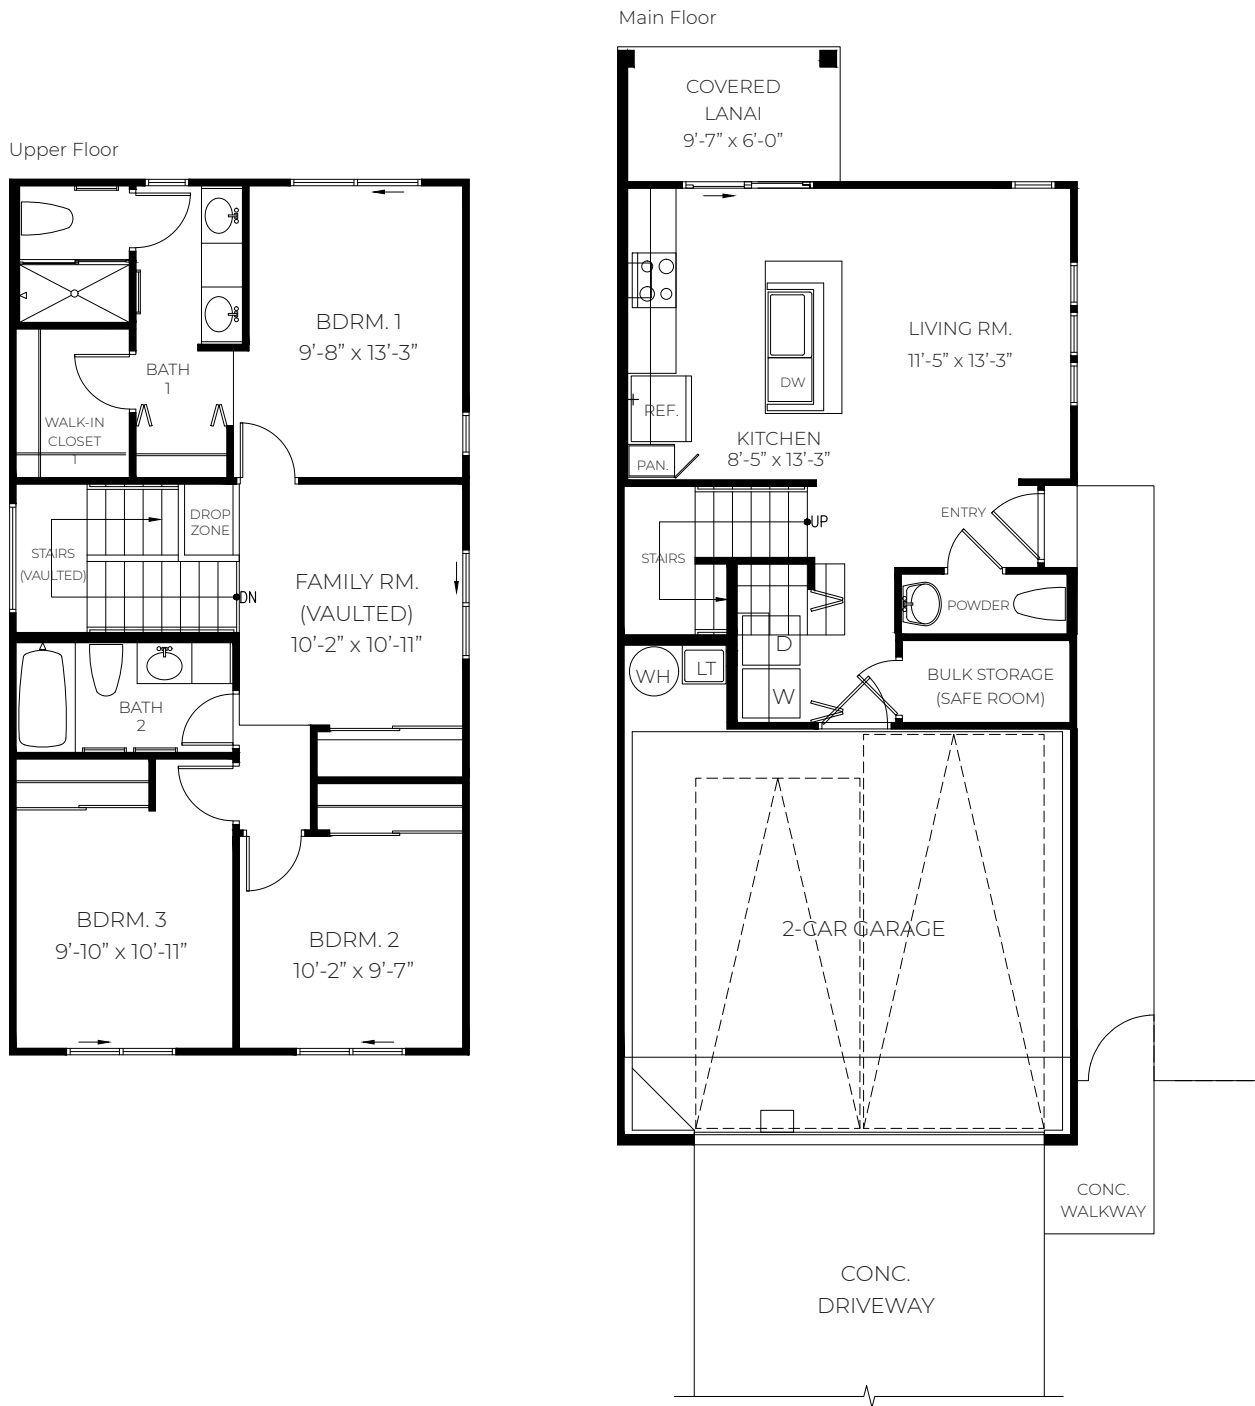 Main Floor
COVERED
LANAI
9'-7” x 6'-0”
Upper Floor
BDRM. 1
9'-8” x 13'-3”
BATH
1
WALK-IN
CLOSET
1
DROP
ZONE
STAIRS
(VAULTED)
DN
FAMILY RM.
(VAULTED)
10'-2” x 10'-11”
BATH
2
BDRM. 3
9'-10” x 10'-11”
BDRM. 2
10'-2” x 9'-7”
LIVING RM.
11'-5” x 13'-3”
DW
REF.
KITCHEN
8'-5” x 13'-3”
PAN.
UP
ENTRY
STAIRS
POWDER
D
WH
LT
W
BULK STORAGE
(SAFE ROOM)
2-CAR GARAGE
CONC.
WALKWAY
CONC.
DRIVEWAY